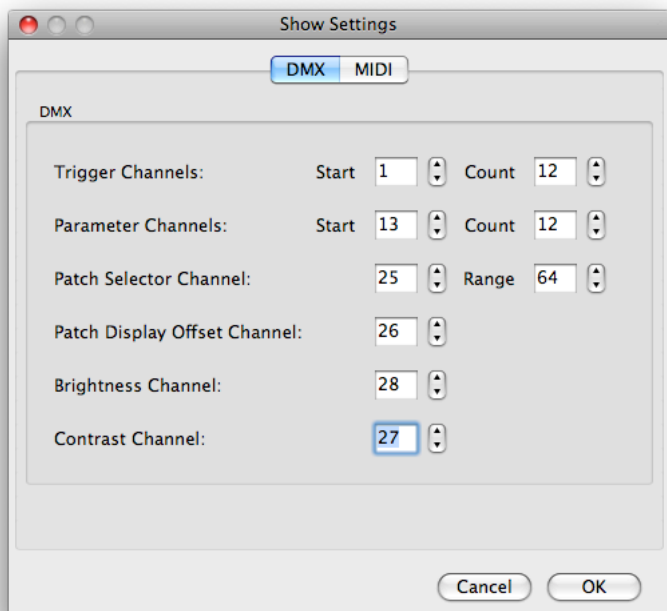 Show Settings
DMX MIDI
DMX
Trigger Channels: Start 1 Count 12
Parameter Channels: Start 13 Count 12
Patch Selector Channel: 25 Range 64
Patch Display Offset Channel: 26
Brightness Channel: 28
Contrast Channel: 27
Cancel OK